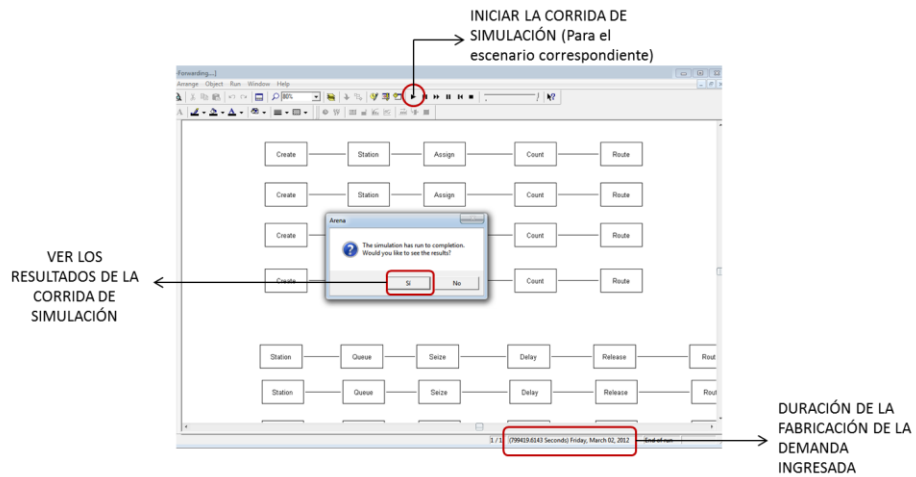 INICIAR LA CORRIDA DE
SIMULACIÓN (Para el
escenario correspondiente)
Forwarding...]
Arrange Object Run Window Help
80%
Create Station Assign Count Route
Create Station Assign Count Route
Arena
Create Count Route
The simulation has run to completion.
Would you like to see the results?
VER LOS
RESULTADOS DE LA
CORRIDA DE
SIMULACIÓN
Create Sí No Count Route
Station Queue Seize Delay Release Rout
Station Queue Seize Delay Release Rout
DURACIÓN DE LA
FABRICACIÓN DE LA
DEMANDA
INGRESADA
1 / 1 (799419.6143 Seconds) Friday, March 02, 2012 End of run